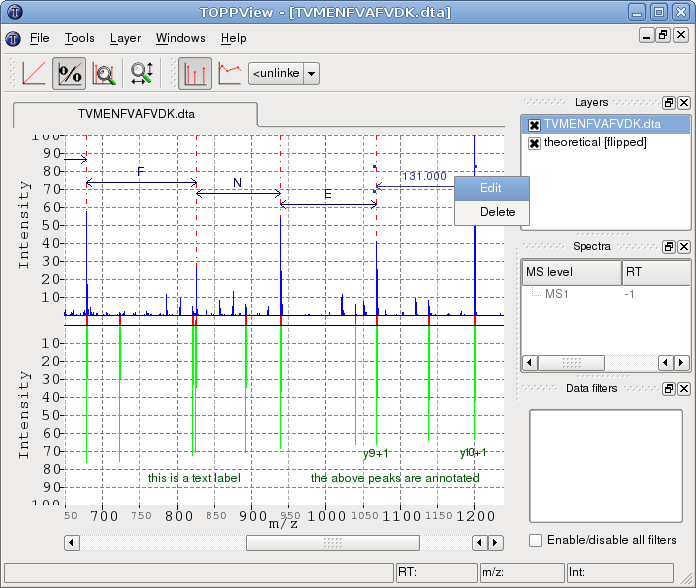 TOPPView - [TVMENFVAFVDK.dta]
File Tools Layer Windows Help
<unlinke
TVMENFVAFVDK.dta
Layers
TVMENFVAFVDK.dta
theoretical [flipped]
Edit
Delete
Spectra
MS level RT
MS1 -1
Data filters
Enable/disable all filters
Intensity
100
90
80
70
60
50
40
30
20
10
F
N
E
131.000
Intensity
10
20
30
40
50
60
70
80
90
100
y9+1
y10+1
this is a text label the above peaks are annotated
50 700 750 800 850 900 950 1000 1050 1100 1150 1200
m/z
RT: m/z: Int: